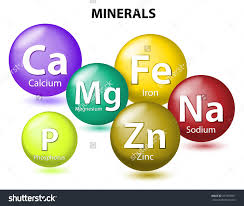 MINERALS
Ca
Calcium
Fe
Iron
Mg
Magnesium
Na
Sodium
P
Phosphorus
Zn
Zinc
shutterstock